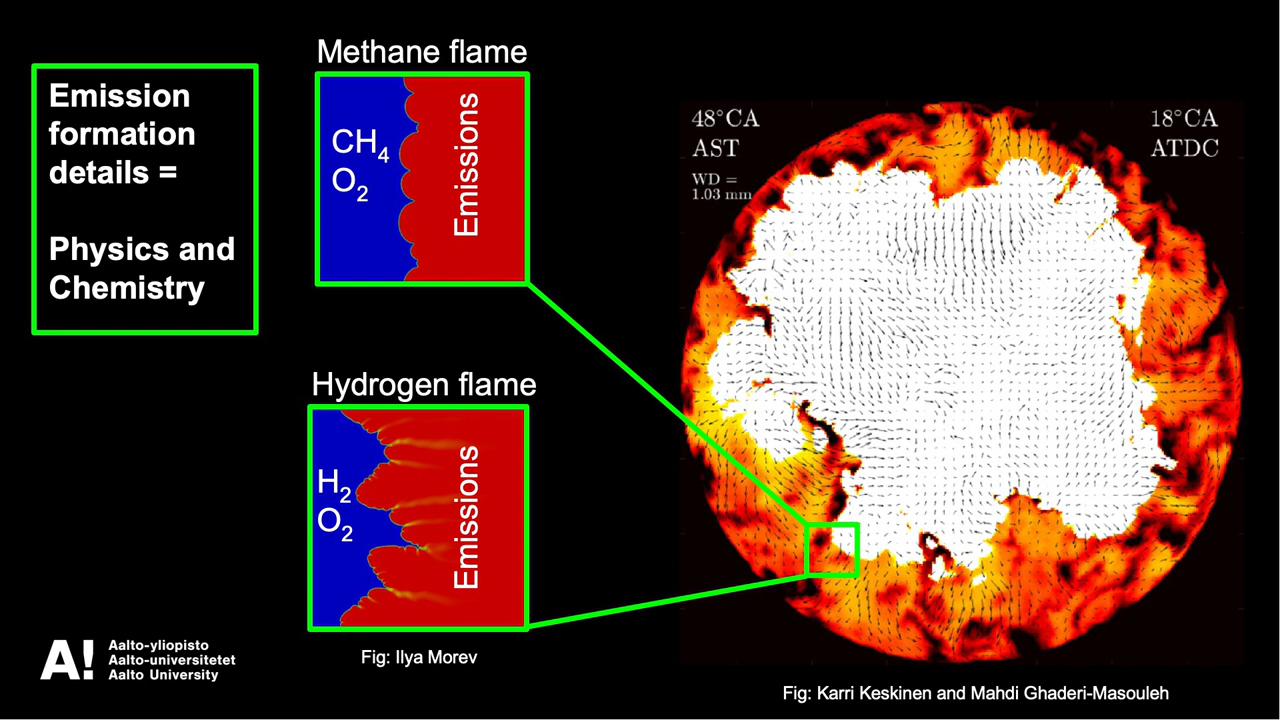 Emission
formation
details =
Physics and
Chemistry
Methane flame
CH4
O2
Emissions
Hydrogen flame
H2
O2
Emissions
Fig: Ilya Morev
48°CA
AST
WD =
1.03 mm
18°CA
ATDC
Fig: Karri Keskinen and Mahdi Ghaderi-Masouleh
A!
Aalto-yliopisto
Aalto-universitetet
Aalto University